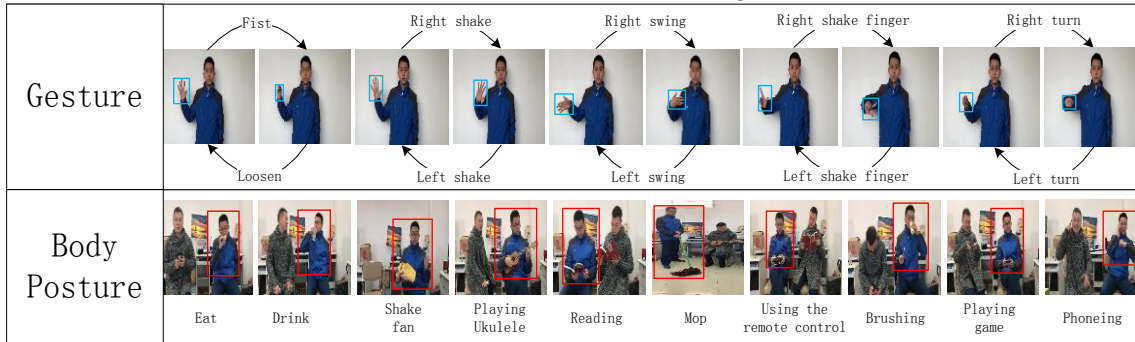 Fist
Right shake
Right swing
Right shake finger
Right turn
Gesture
Loosen
Left shake
Left swing
Left shake finger
Left turn
Body
Posture
Eat
Drink
Shake
fan
Playing
Ukulele
Reading
Mop
Using the
remote control
Brushing
Playing
game
Phoneing